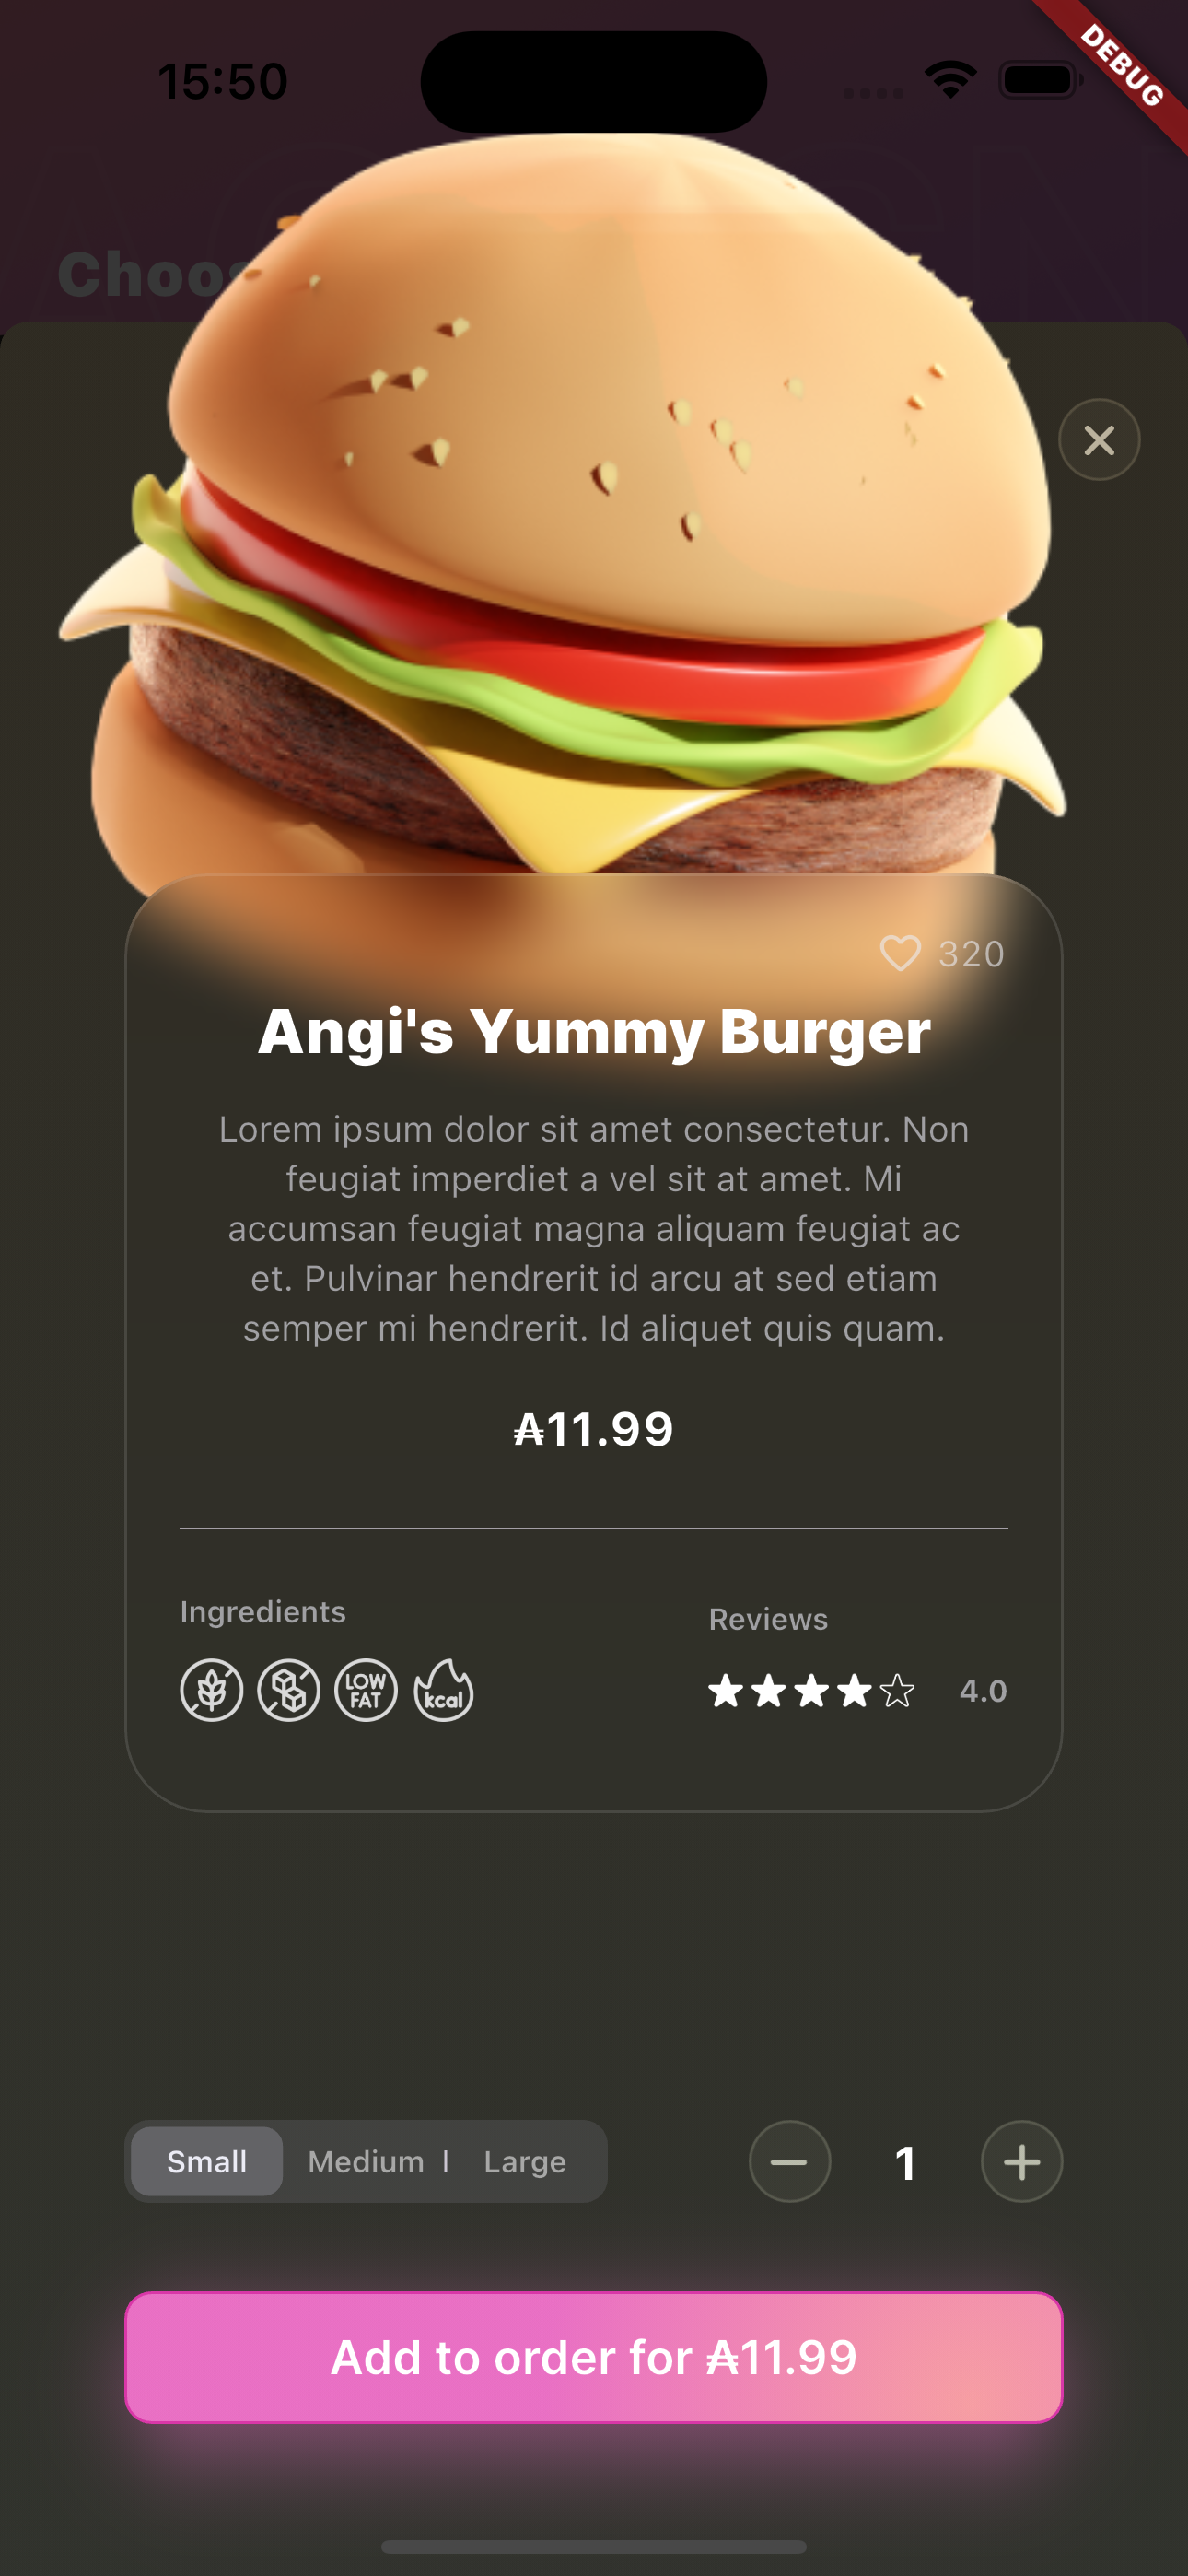 15:50
DEBUG
Choos
320
Angi's Yummy Burger
Lorem ipsum dolor sit amet consectetur. Non
feugiat imperdiet a vel sit at amet. Mi
accumsan feugiat magna aliquam feugiat ac
et. Pulvinar hendrerit id arcu at sed etiam
semper mi hendrerit. Id aliquet quis quam.
₳11.99
Ingredients
Reviews
LOW
FAT
kcal
4.0
Small Medium Large
1
Add to order for ₳11.99